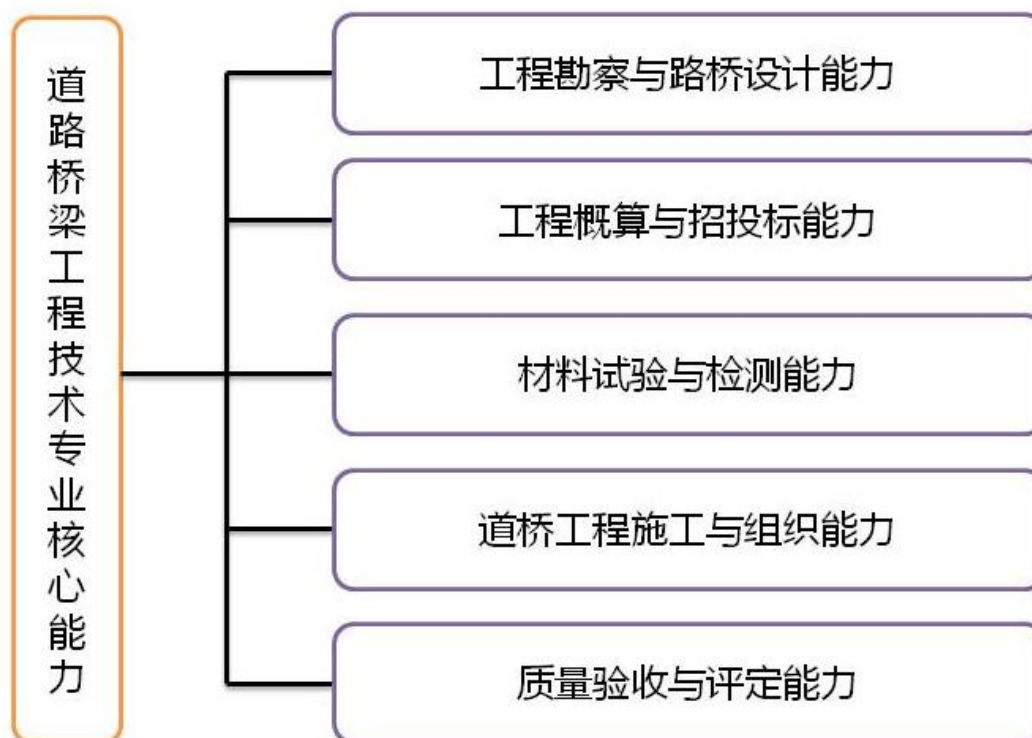 道路桥梁工程技术专业核心能力
工程勘察与路桥设计能力
工程概算与招投标能力
材料试验与检测能力
道桥工程施工与组织能力
质量验收与评定能力